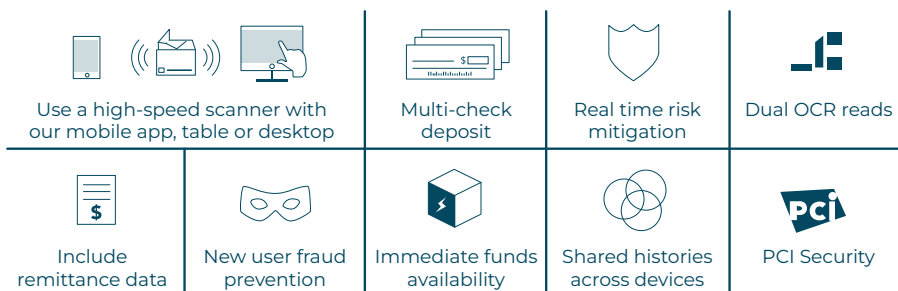 Use a high-speed scanner with
our mobile app, table or desktop
Multi-check
deposit
$
Real time risk
mitigation
Dual OCR reads
$
Include
remittance data
New user fraud
prevention
Immediate funds
availability
Shared histories
across devices
PCi
PCI Security